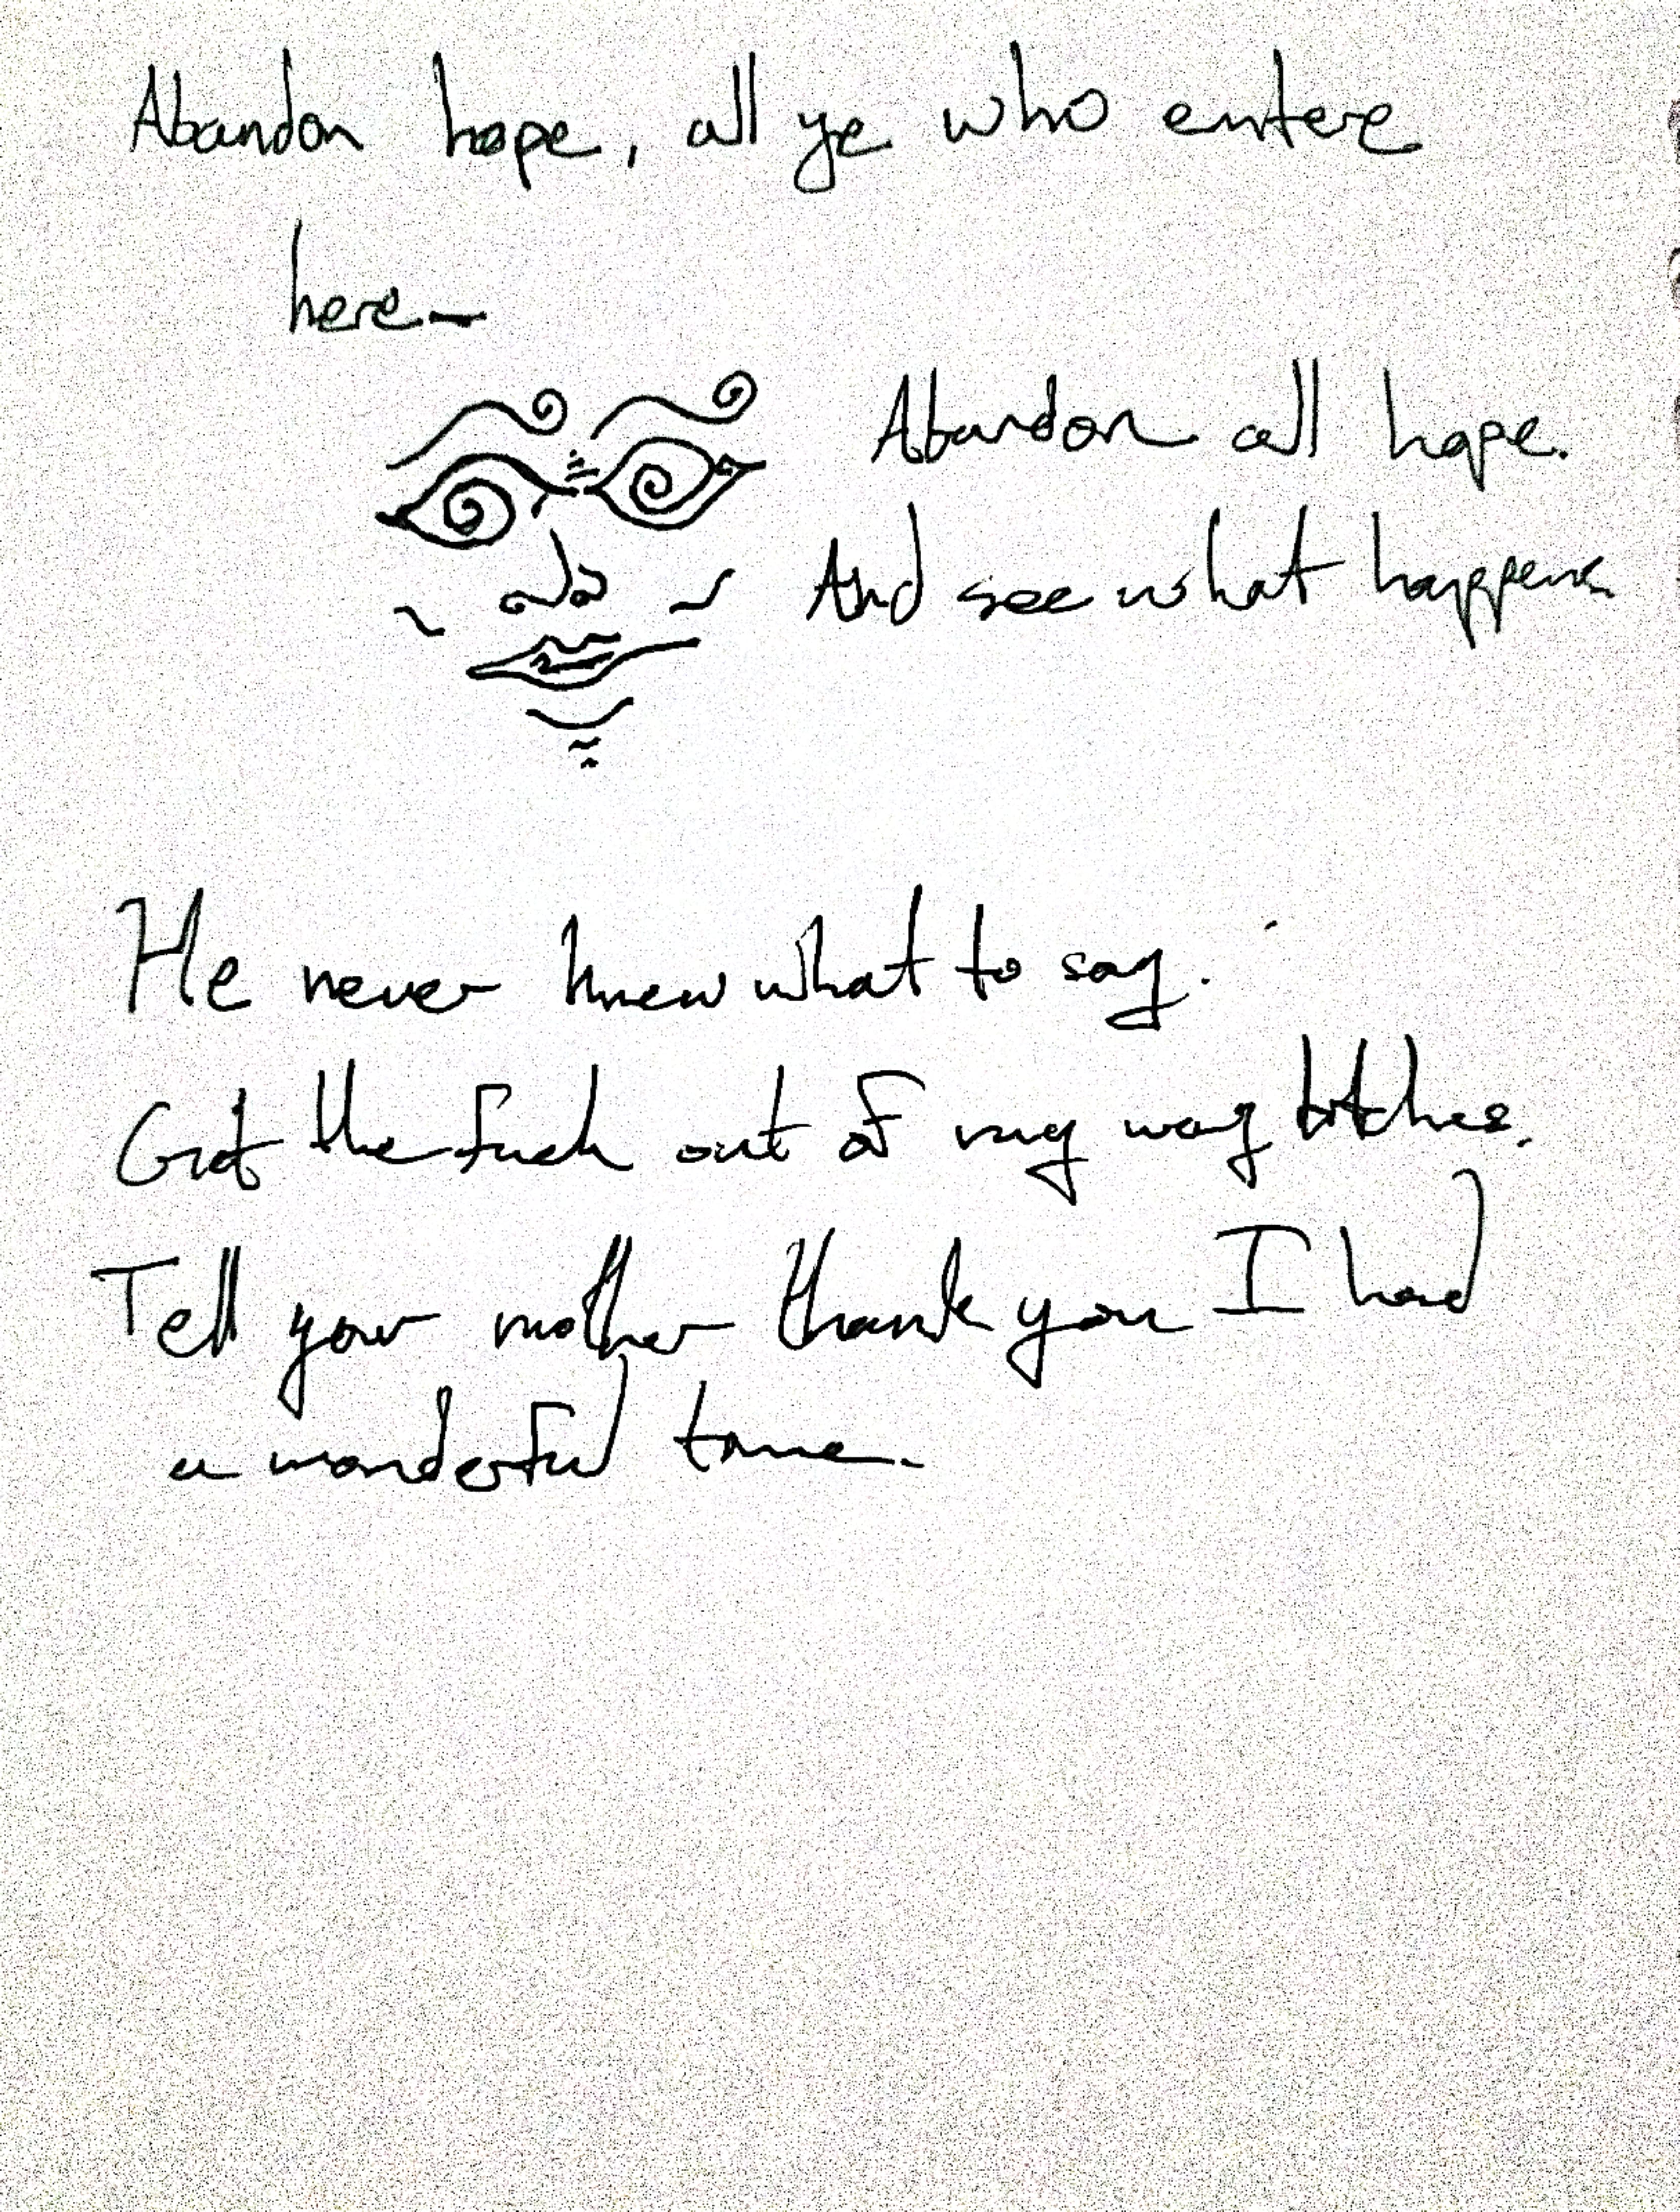 Abandon hope, all ye who entere
here—
Abandon all hope.
And see what happens.
He never knew what to say.
Get the fuck out of my way bitches.
Tell your mother thank you I had
a wonderful time.